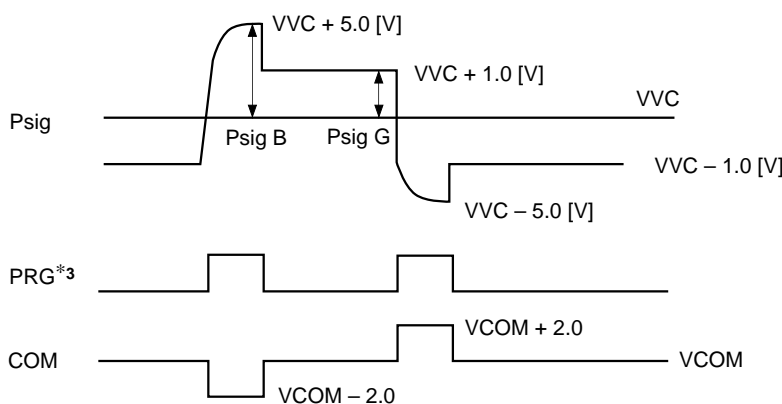 VVC + 5.0 [V]
VVC + 1.0 [V]
VVC
Psig
Psig B
Psig G
VVC – 1.0 [V]
VVC – 5.0 [V]
PRG*3
VCOM + 2.0
COM
VCOM
VCOM – 2.0